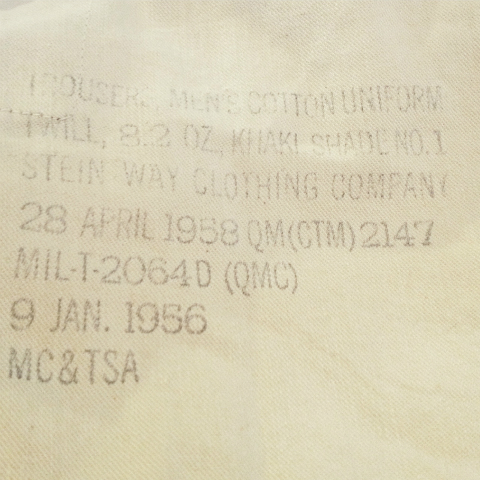 TROUSERS, MEN'S COTTON UNIFORM
TWILL, 8.2 OZ, KHAKI SHADE NO. 1
STEIN WAY CLOTHING COMPANY
28 APRIL 1958 QM(CTM) 2147
MIL-T-2064D (QMC)
9 JAN. 1956
MC&TSA